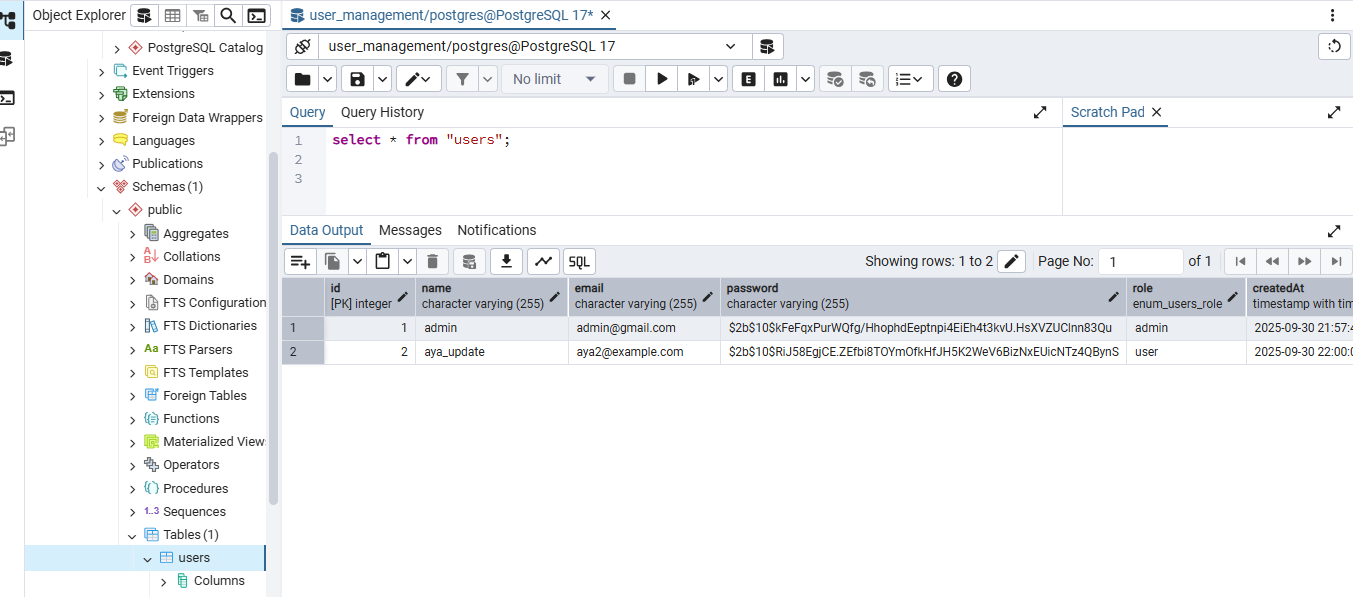 Object Explorer
user_management/postgres@PostgreSQL 17*
user_management/postgres@PostgreSQL 17
No limit
Query
Query History
Scratch Pad
1 select * from "users";
2
3
Data Output
Messages
Notifications
SQL
Showing rows: 1 to 2
Page No:
1
of 1
id
[PK] integer
name
character varying (255)
email
character varying (255)
password
character varying (255)
role
enum_users_role
createdAt
timestamp with tim
1 1 admin admin@gmail.com $2b$10$kFeFqxPurWQfg/HhophdEeptnpi4EiEh4t3kvU.HsXVZUClnn83Qu admin 2025-09-30 21:57:4
2 2 aya_update aya2@example.com $2b$10$RiJ58EgjCE.ZEfbi8TOYmOfkHfJH5K2WeV6BizNxEUicNTz4QBynS user 2025-09-30 22:00:0
PostgreSQL Catalog
Event Triggers
Extensions
Foreign Data Wrappers
Languages
Publications
Schemas (1)
public
Aggregates
Collations
Domains
FTS Configuration
FTS Dictionaries
Aa FTS Parsers
FTS Templates
Foreign Tables
Functions
Materialized View
Operators
Procedures
1..3 Sequences
Tables (1)
users
Columns